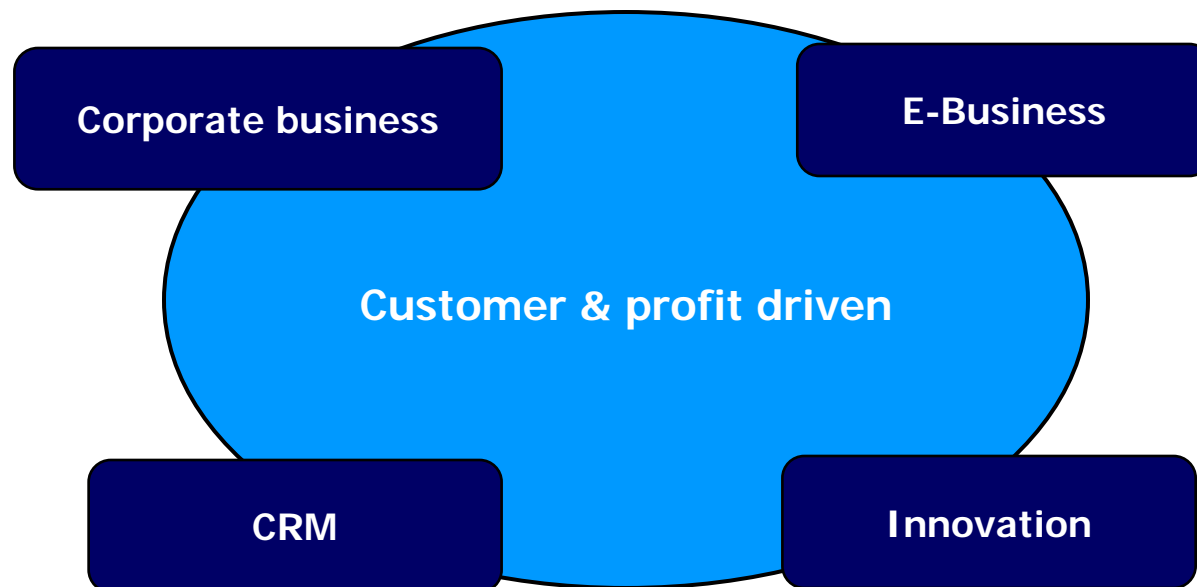 Corporate business
E-Business
Customer & profit driven
CRM
Innovation